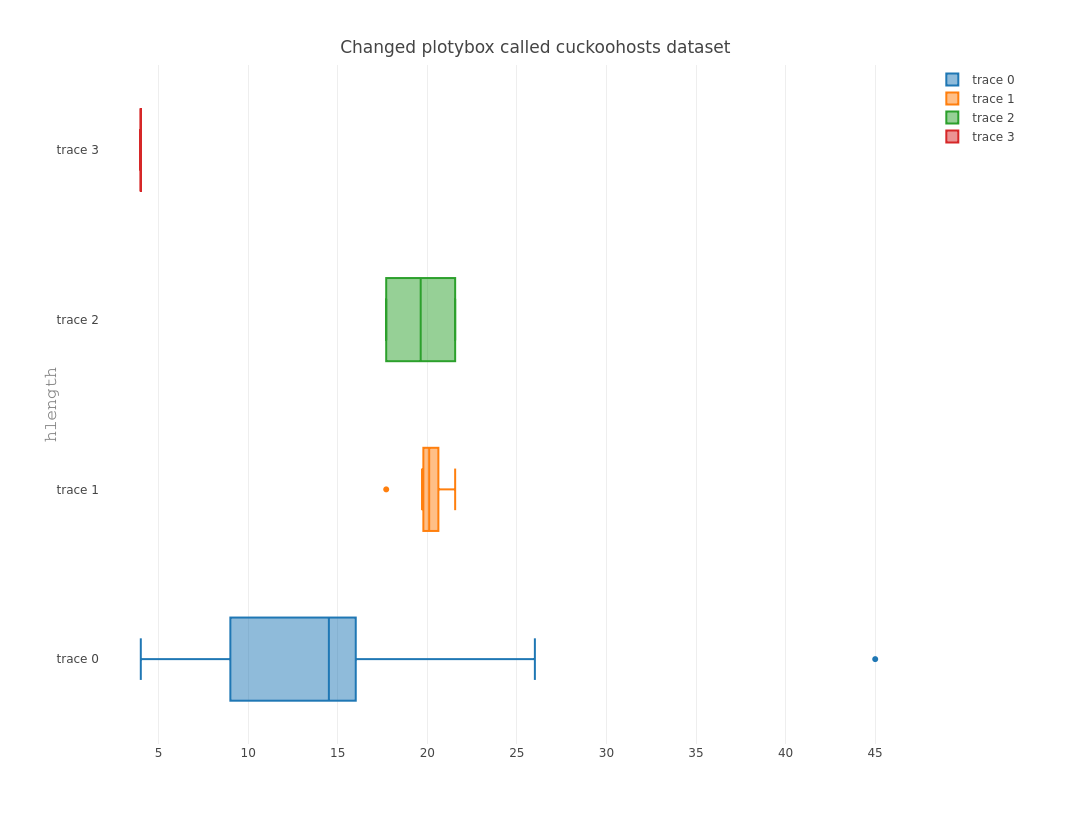 Changed plotybox called cuckoohosts dataset
trace 0
trace 1
trace 2
trace 3
trace 3
trace 2
trace 1
trace 0
hlength
5 10 15 20 25 30 35 40 45